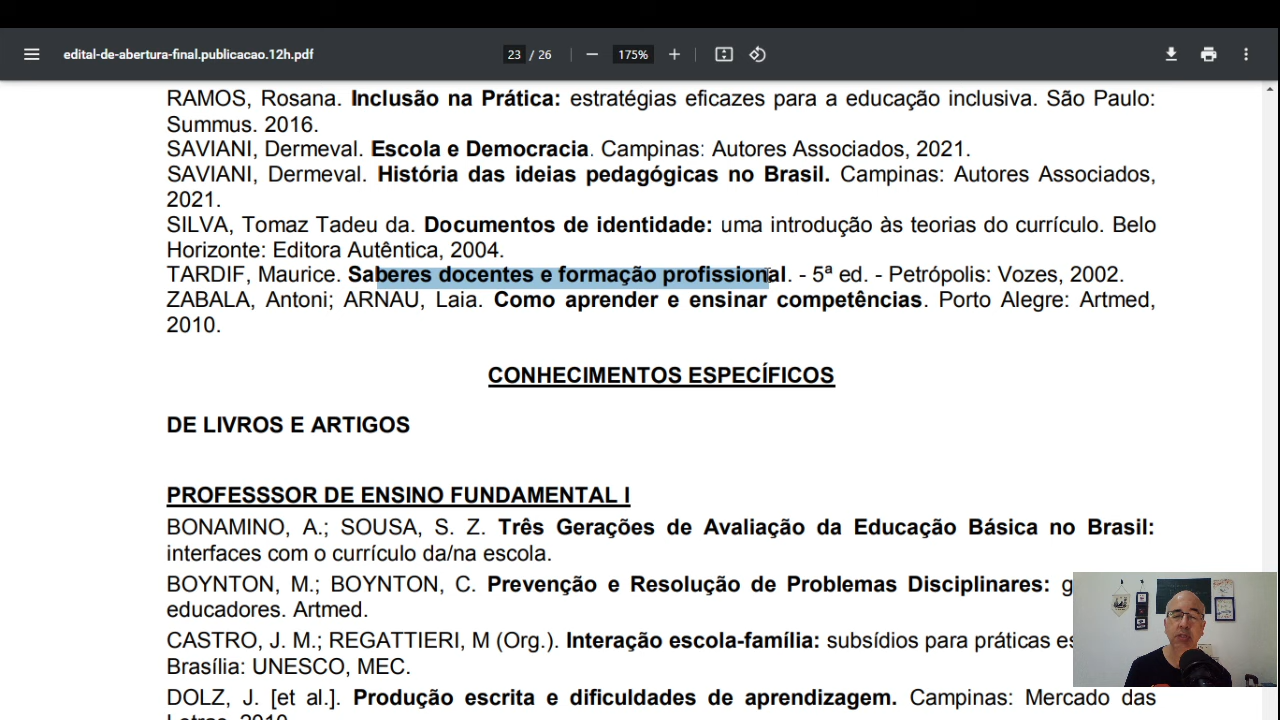 edital-de-abertura-final.publicacao.12h.pdf
23 / 26
175%
RAMOS, Rosana. Inclusão na Prática: estratégias eficazes para a educação inclusiva. São Paulo:
Summus. 2016.
SAVIANI, Dermeval. Escola e Democracia. Campinas: Autores Associados, 2021.
SAVIANI, Dermeval. História das ideias pedagógicas no Brasil. Campinas: Autores Associados,
2021.
SILVA, Tomaz Tadeu da. Documentos de identidade: uma introdução às teorias do currículo. Belo
Horizonte: Editora Autêntica, 2004.
TARDIF, Maurice. Saberes docentes e formação profissional. - 5ª ed. - Petrópolis: Vozes, 2002.
ZABALA, Antoni; ARNAU, Laia. Como aprender e ensinar competências. Porto Alegre: Artmed,
2010.
CONHECIMENTOS ESPECÍFICOS
DE LIVROS E ARTIGOS
PROFESSSOR DE ENSINO FUNDAMENTAL I
BONAMINO, A.; SOUSA, S. Z. Três Gerações de Avaliação da Educação Básica no Brasil:
interfaces com o currículo da/na escola.
BOYNTON, M.; BOYNTON, C. Prevenção e Resolução de Problemas Disciplinares:
educadores. Artmed.
CASTRO, J. M.; REGATTIERI, M (Org.). Interação escola-família: subsídios para práticas
Brasília: UNESCO, MEC.
DOLZ, J. [et al.]. Produção escrita e dificuldades de aprendizagem. Campinas: Mercado das
Letras, 2010.